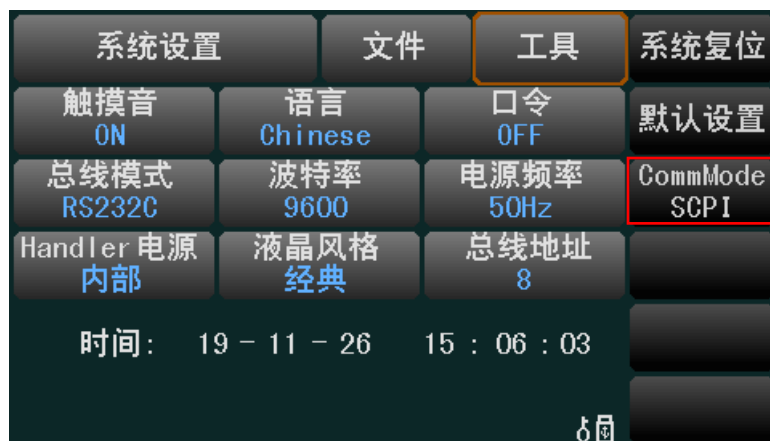 系统设置
文件
工具
系统复位
触摸音
ON
语言
Chinese
口令
OFF
默认设置
总线模式
RS232C
波特率
9600
电源频率
50Hz
CommMode
SCPI
Handler电源
内部
液晶风格
经典
总线地址
8
时间: 19 - 11 - 26 15 : 06 : 03